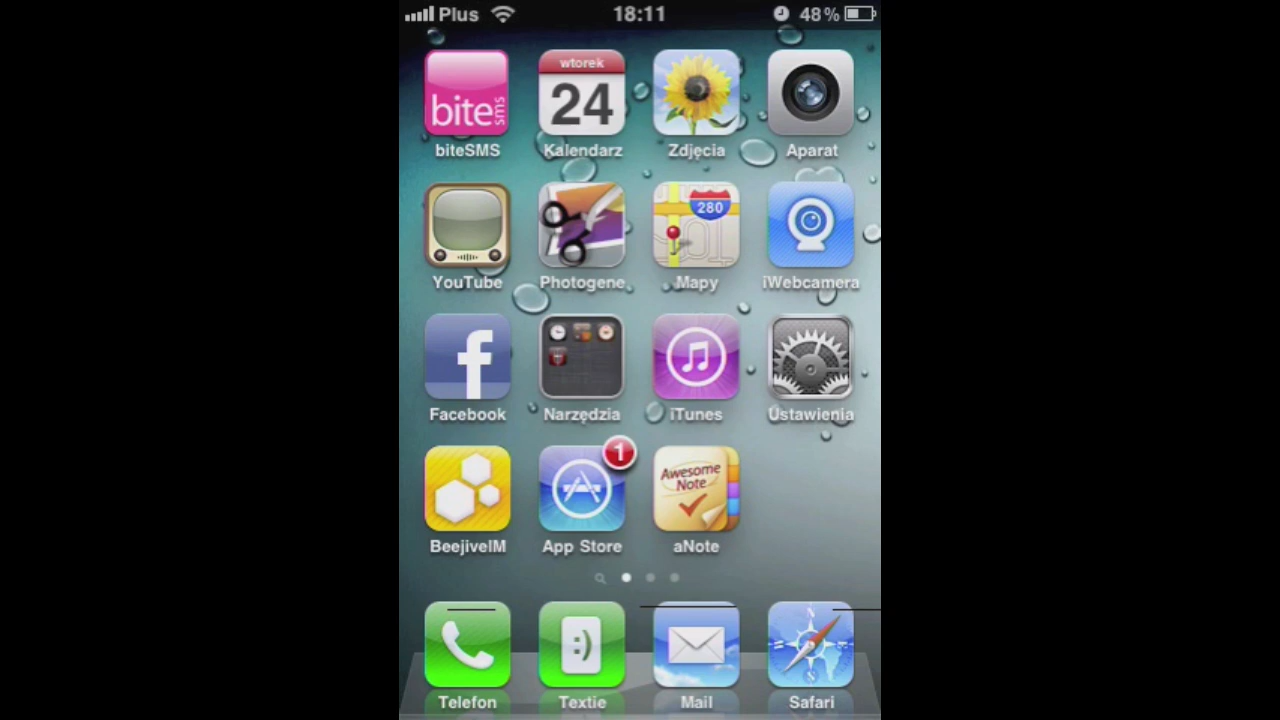 Plus 18:11 48%
wtorek
bite sms 24
biteSMS Kalendarz Zdjęcia Aparat
280
YouTube Photogene Mapy iWebcamera
f
Facebook Narzędzia iTunes Ustawienia
1
Awesome
Note
BeejiveIM App Store aNote
:)
N
S
Telefon Textie Mail Safari